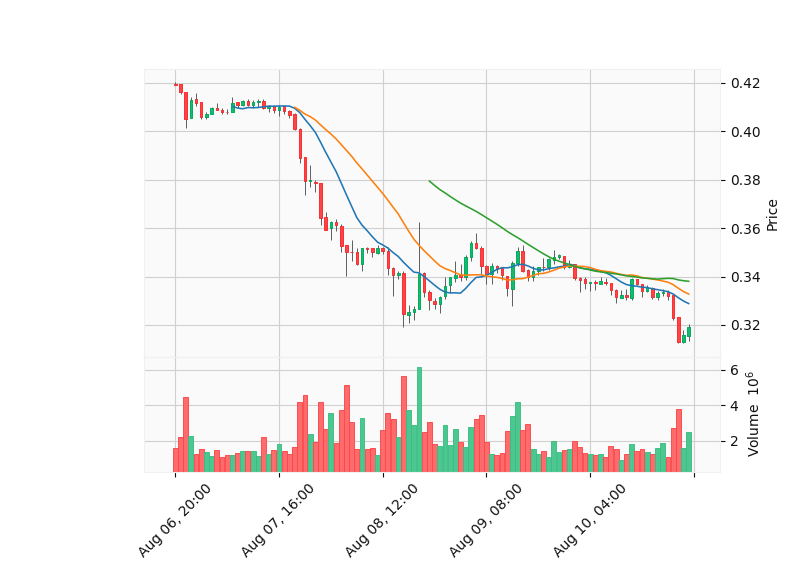 0.42
0.40
0.38
0.36
0.34
0.32
Price
6
4
2
Volume 10^6
Aug 06, 20:00
Aug 07, 16:00
Aug 08, 12:00
Aug 09, 08:00
Aug 10, 04:00